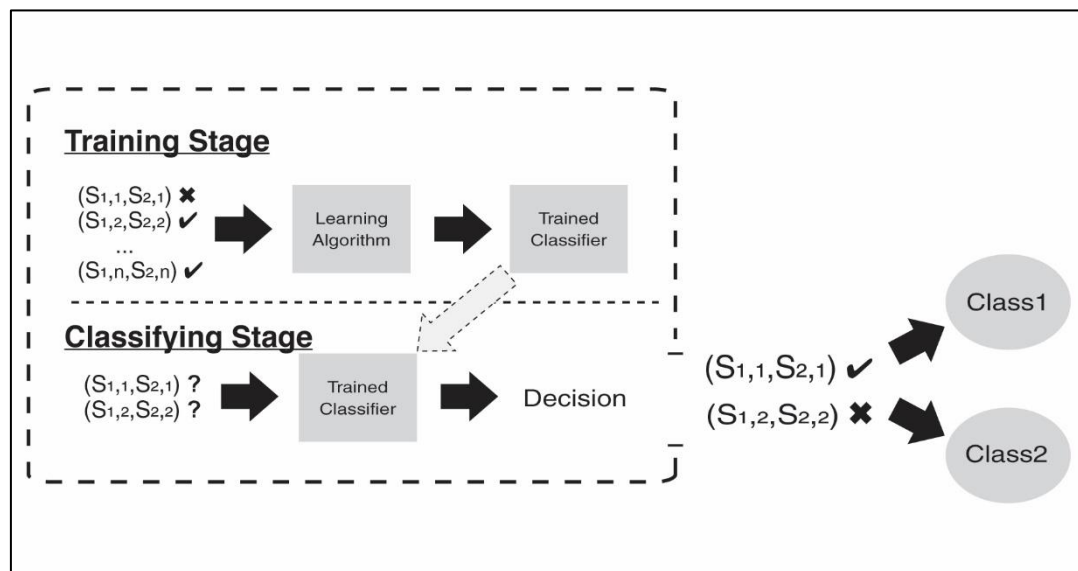 Training Stage
(S1,1,S2,1) ✖
(S1,2,S2,2) ✔
...
(S1,n,S2,n) ✔
Learning
Algorithm
Trained
Classifier
Classifying Stage
(S1,1,S2,1) ?
(S1,2,S2,2) ?
Trained
Classifier
Decision
(S1,1,S2,1) ✔
(S1,2,S2,2) ✖
Class1
Class2